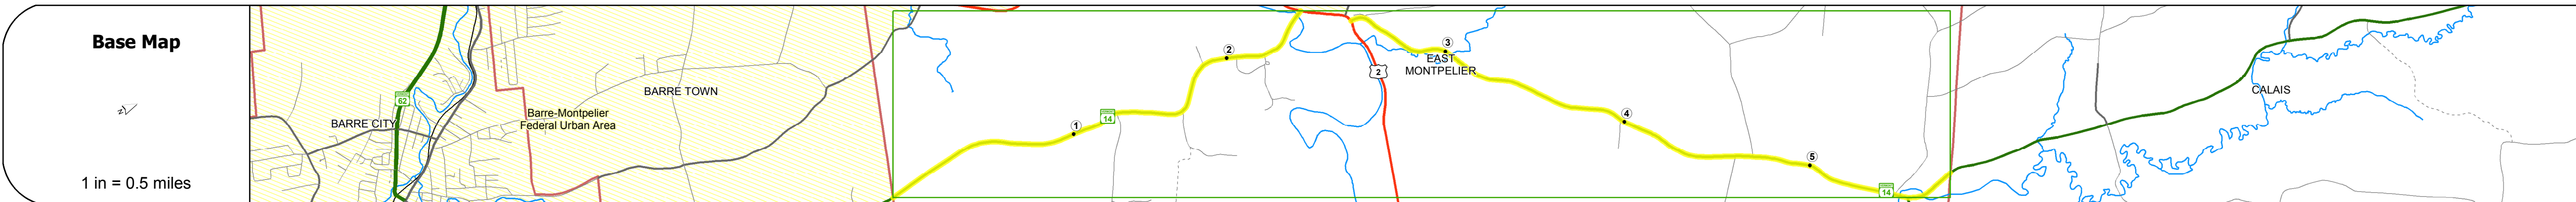 Base Map
N
1 in = 0.5 miles
62
BARRE CITY
Barre-Montpelier
Federal Urban Area
BARRE TOWN
1
14
2
2
3
EAST
MONTPELIER
4
5
14
CALAIS